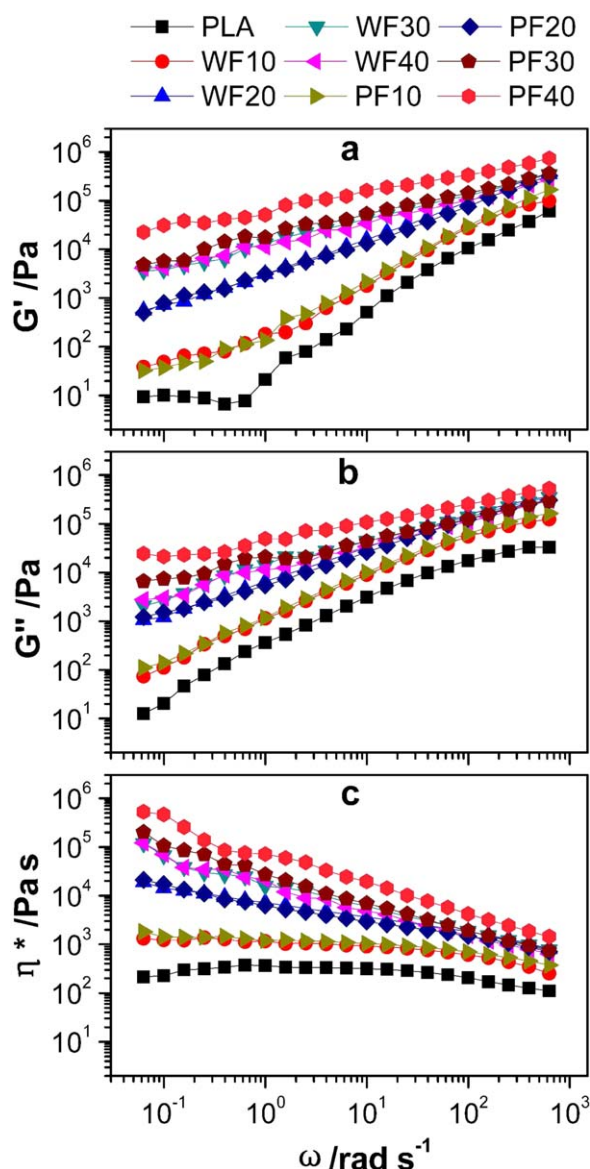 PLA WF30 PF20
WF10 WF40 PF30
WF20 PF10 PF40
a
10⁶
10⁵
10⁴
10³
10²
10¹
G' /Pa
b
10⁶
10⁵
10⁴
10³
10²
10¹
G'' /Pa
c
10⁶
10⁵
10⁴
10³
10²
10¹
η* /Pa s
10⁻¹ 10⁰ 10¹ 10² 10³
ω /rad s⁻¹